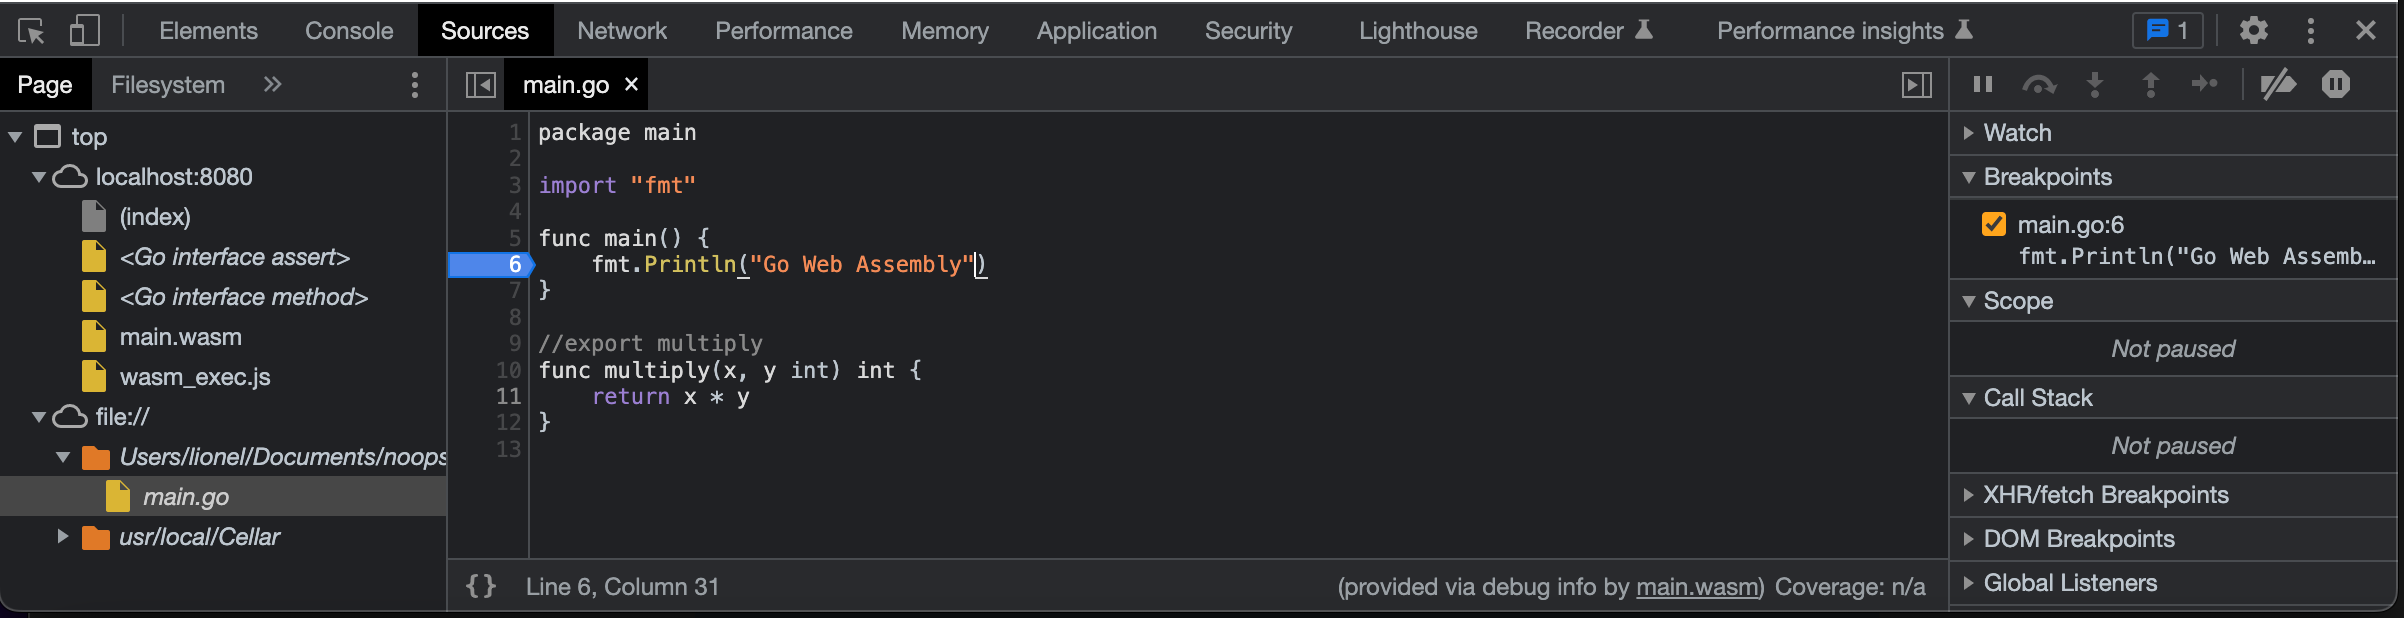 Elements Console Sources Network Performance Memory Application Security Lighthouse Recorder Performance insights 1
Page Filesystem
top
localhost:8080
(index)
<Go interface assert>
<Go interface method>
main.wasm
wasm_exec.js
file://
Users/lionel/Documents/noops
main.go
usr/local/Cellar
main.go
1 package main
2
3 import "fmt"
4
5 func main() {
6 fmt.Println("Go Web Assembly")
7 }
8
9 //export multiply
10 func multiply(x, y int) int {
11 return x * y
12 }
13
{} Line 6, Column 31 (provided via debug info by main.wasm) Coverage: n/a
Watch
Breakpoints
main.go:6
fmt.Println("Go Web Assemb…
Scope
Not paused
Call Stack
Not paused
XHR/fetch Breakpoints
DOM Breakpoints
Global Listeners